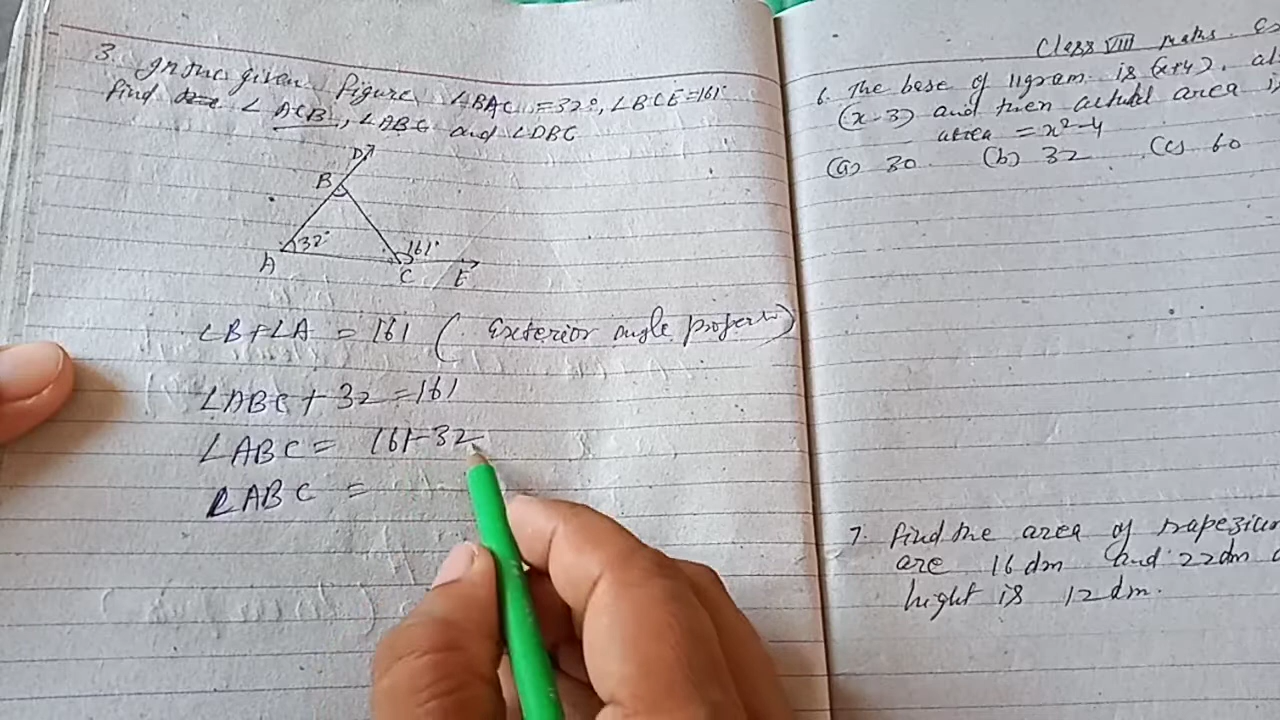 3. In the given figure, ∠BAC = 32°, ∠BCE = 161°
find ∠ACB, ∠ABC and ∠DBC
D
B
32°
161°
A
C
E
∠B+∠A = 161 ( Exterior angle property)
∠ABC + 32 = 161
∠ABC = 161-32
∠ABC =
Class VIII maths
6. The base of 11gram is (x+4), al
(x-3) and then actual area i
area = x²-4
(a) 30 (b) 32 (c) 60
7. find the area of trapezium
are 16 dm and 22 dm
hight is 12 dm.